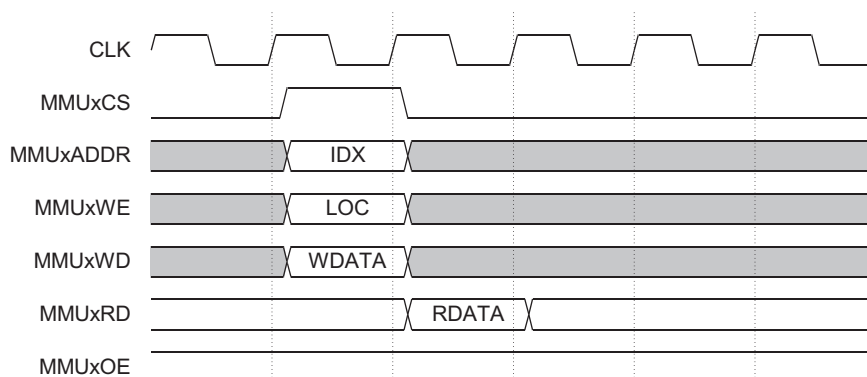 CLK
MMUxCS
MMUxADDR IDX
MMUxWE LOC
MMUxWD WDATA
MMUxRD RDATA
MMUxOE